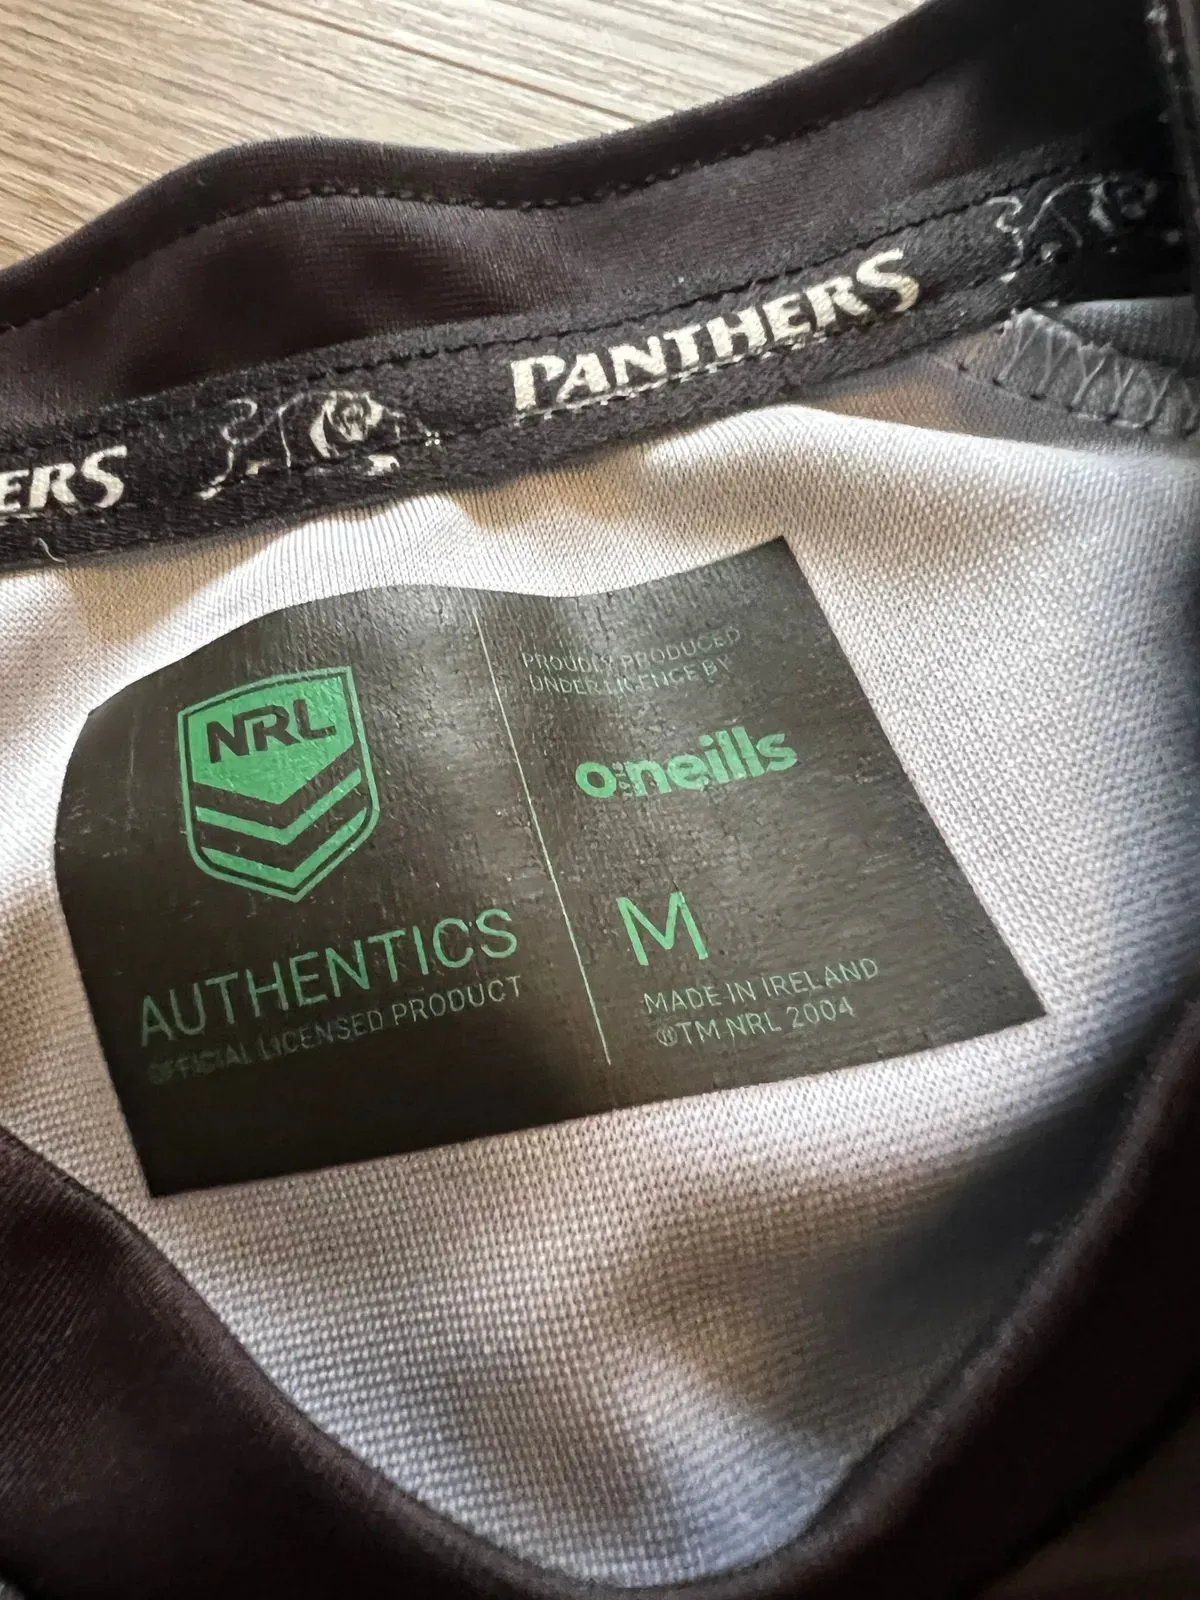 PANTHERS
ERS
NRL
AUTHENTICS
OFFICIAL LICENSED PRODUCT
PROUDLY PRODUCED
UNDER LICENCE BY
o'neills
M
MADE IN IRELAND
®TM NRL 2004